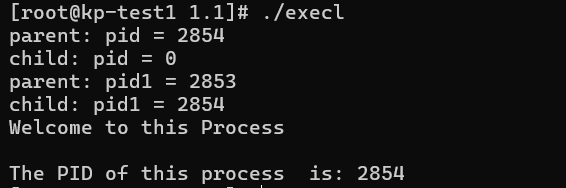 [root@kp-test1 1.1]# ./execl
parent: pid = 2854
child: pid = 0
parent: pid1 = 2853
child: pid1 = 2854
Welcome to this Process
The PID of this process  is: 2854